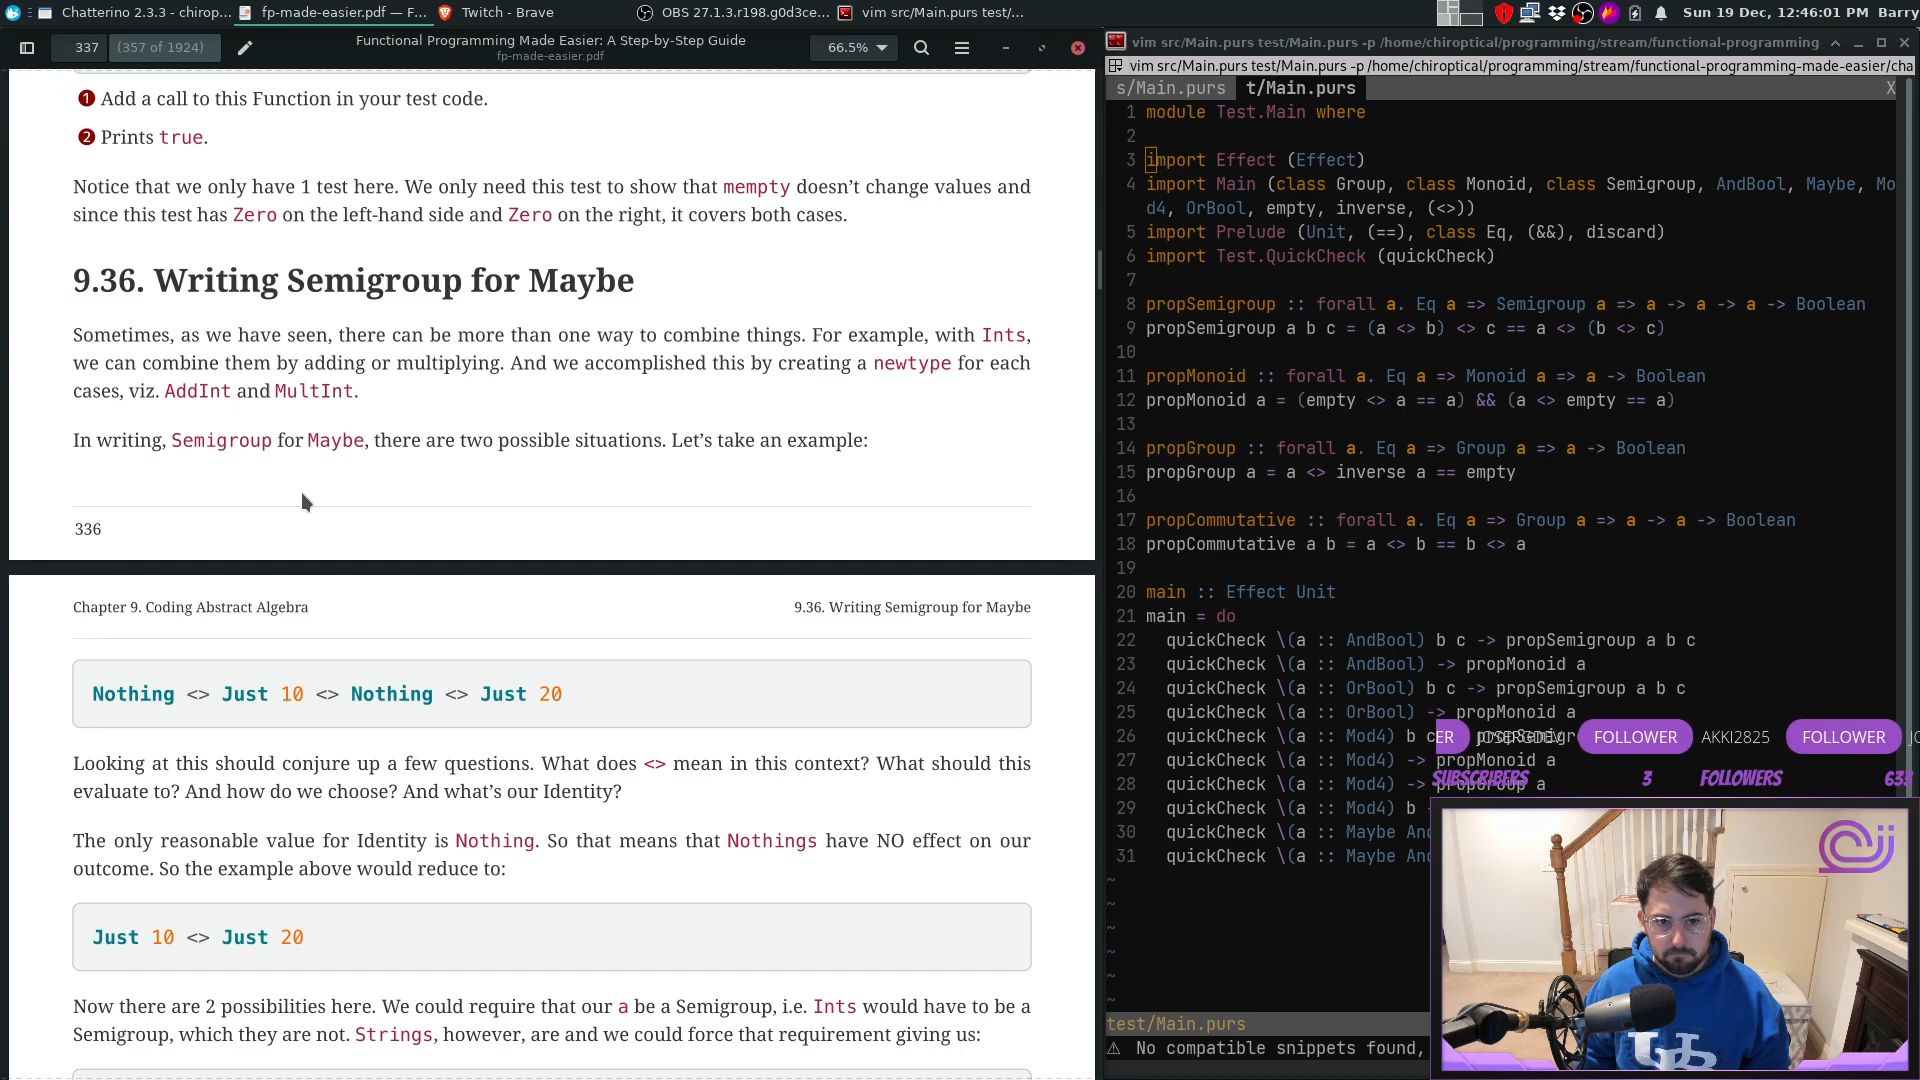 Chatterino 2.3.3 - chirop...
fp-made-easier.pdf — F...
Twitch - Brave
OBS 27.1.3.r198.g0d3ce...
vim src/Main.purs test/...
Sun 19 Dec, 12:46:01 PM
Barry
337
(357 of 1924)
Functional Programming Made Easier: A Step-by-Step Guide
fp-made-easier.pdf
66.5%
1 Add a call to this Function in your test code.
2 Prints true.
Notice that we only have 1 test here. We only need this test to show that mempty doesn't change values and
since this test has Zero on the left-hand side and Zero on the right, it covers both cases.
9.36. Writing Semigroup for Maybe
Sometimes, as we have seen, there can be more than one way to combine things. For example, with Ints,
we can combine them by adding or multiplying. And we accomplished this by creating a newtype for each
cases, viz. AddInt and MultInt.
In writing, Semigroup for Maybe, there are two possible situations. Let's take an example:
336
Chapter 9. Coding Abstract Algebra
9.36. Writing Semigroup for Maybe
Nothing <> Just 10 <> Nothing <> Just 20
Looking at this should conjure up a few questions. What does <> mean in this context? What should this
evaluate to? And how do we choose? And what's our Identity?
The only reasonable value for Identity is Nothing. So that means that Nothings have NO effect on our
outcome. So the example above would reduce to:
Just 10 <> Just 20
Now there are 2 possibilities here. We could require that our a be a Semigroup, i.e. Ints would have to be a
Semigroup, which they are not. Strings, however, are and we could force that requirement giving us:
vim src/Main.purs test/Main.purs -p /home/chiroptical/programming/stream/functional-programming
vim src/Main.purs test/Main.purs -p /home/chiroptical/programming/stream/functional-programming-made-easier/cha
s/Main.purs t/Main.purs X
1 module Test.Main where
2
3 import Effect (Effect)
4 import Main (class Group, class Monoid, class Semigroup, AndBool, Maybe, Mo
d4, OrBool, empty, inverse, (<>))
5 import Prelude (Unit, (==), class Eq, (&&), discard)
6 import Test.QuickCheck (quickCheck)
7
8 propSemigroup :: forall a. Eq a => Semigroup a => a -> a -> a -> Boolean
9 propSemigroup a b c = (a <> b) <> c == a <> (b <> c)
10
11 propMonoid :: forall a. Eq a => Monoid a => a -> Boolean
12 propMonoid a = (empty <> a == a) && (a <> empty == a)
13
14 propGroup :: forall a. Eq a => Group a => a -> Boolean
15 propGroup a = a <> inverse a == empty
16
17 propCommutative :: forall a. Eq a => Group a => a -> a -> Boolean
18 propCommutative a b = a <> b == b <> a
19
20 main :: Effect Unit
21 main = do
22 quickCheck \(a :: AndBool) b c -> propSemigroup a b c
23 quickCheck \(a :: AndBool) -> propMonoid a
24 quickCheck \(a :: OrBool) b c -> propSemigroup a b c
25 quickCheck \(a :: OrBool) -> propMonoid a
26 quickCheck \(a :: Mod4) b c
27 quickCheck \(a :: Mod4) -> propMonoid a
28 quickCheck \(a :: Mod4) -> propGroup a
29 quickCheck \(a :: Mod4) b
30 quickCheck \(a :: Maybe And
31 quickCheck \(a :: Maybe And
ER FOLLOWER AKKI2825 FOLLOWER
SUBSCRIBERS 3 FOLLOWERS 633
test/Main.purs
⚠ No compatible snippets found,